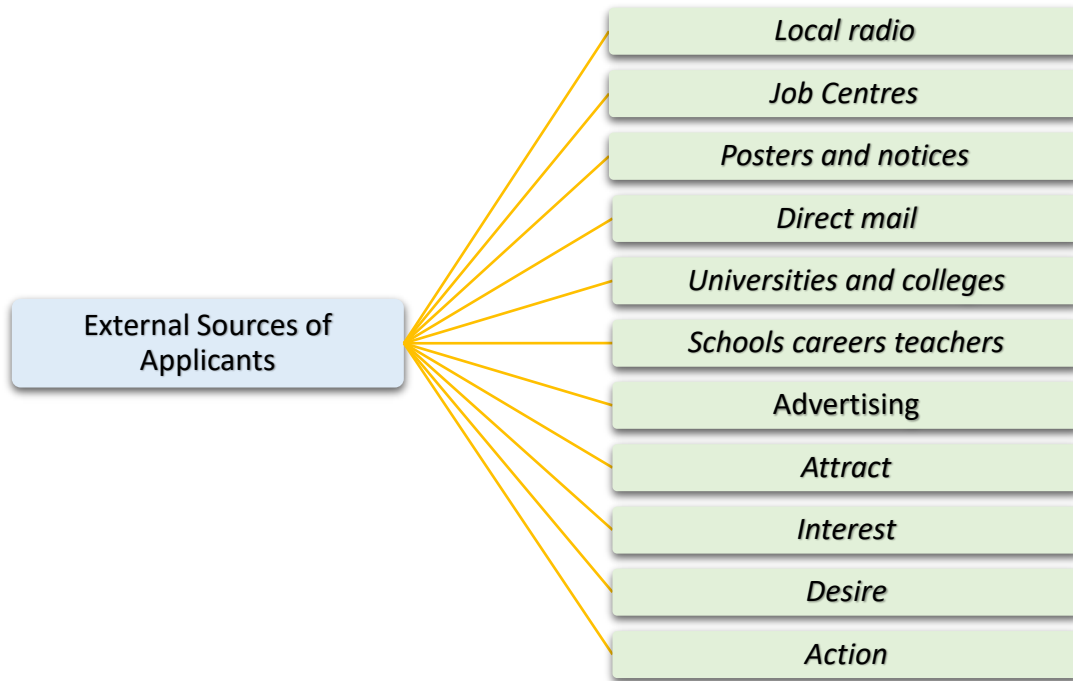 External Sources of
Applicants
Local radio
Job Centres
Posters and notices
Direct mail
Universities and colleges
Schools careers teachers
Advertising
Attract
Interest
Desire
Action